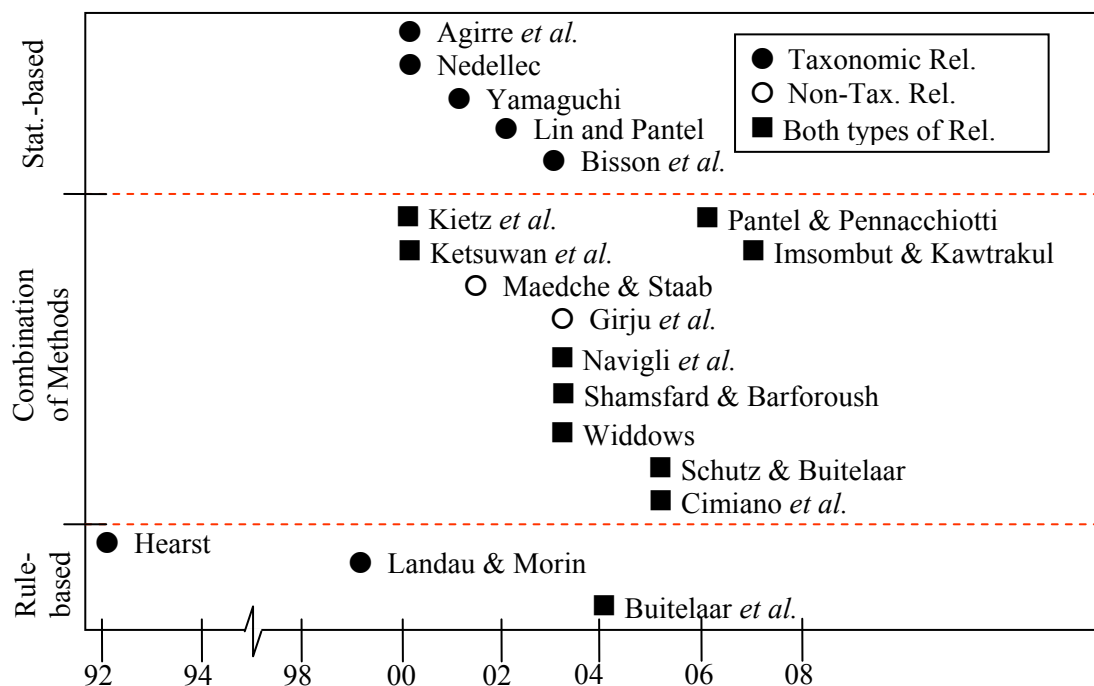 Stat.-based
Agirre et al.
Nedellec
Yamaguchi
Lin and Pantel
Bisson et al.
Taxonomic Rel.
Non-Tax. Rel.
Both types of Rel.
Combination
of Methods
Kietz et al.
Ketsuwan et al.
Maedche & Staab
Girju et al.
Navigli et al.
Shamsfard & Barforoush
Widdows
Schutz & Buitelaar
Cimiano et al.
Pantel & Pennacchiotti
Imsombut & Kawtrakul
Rule-
based
Hearst
Landau & Morin
Buitelaar et al.
92 94 98 00 02 04 06 08